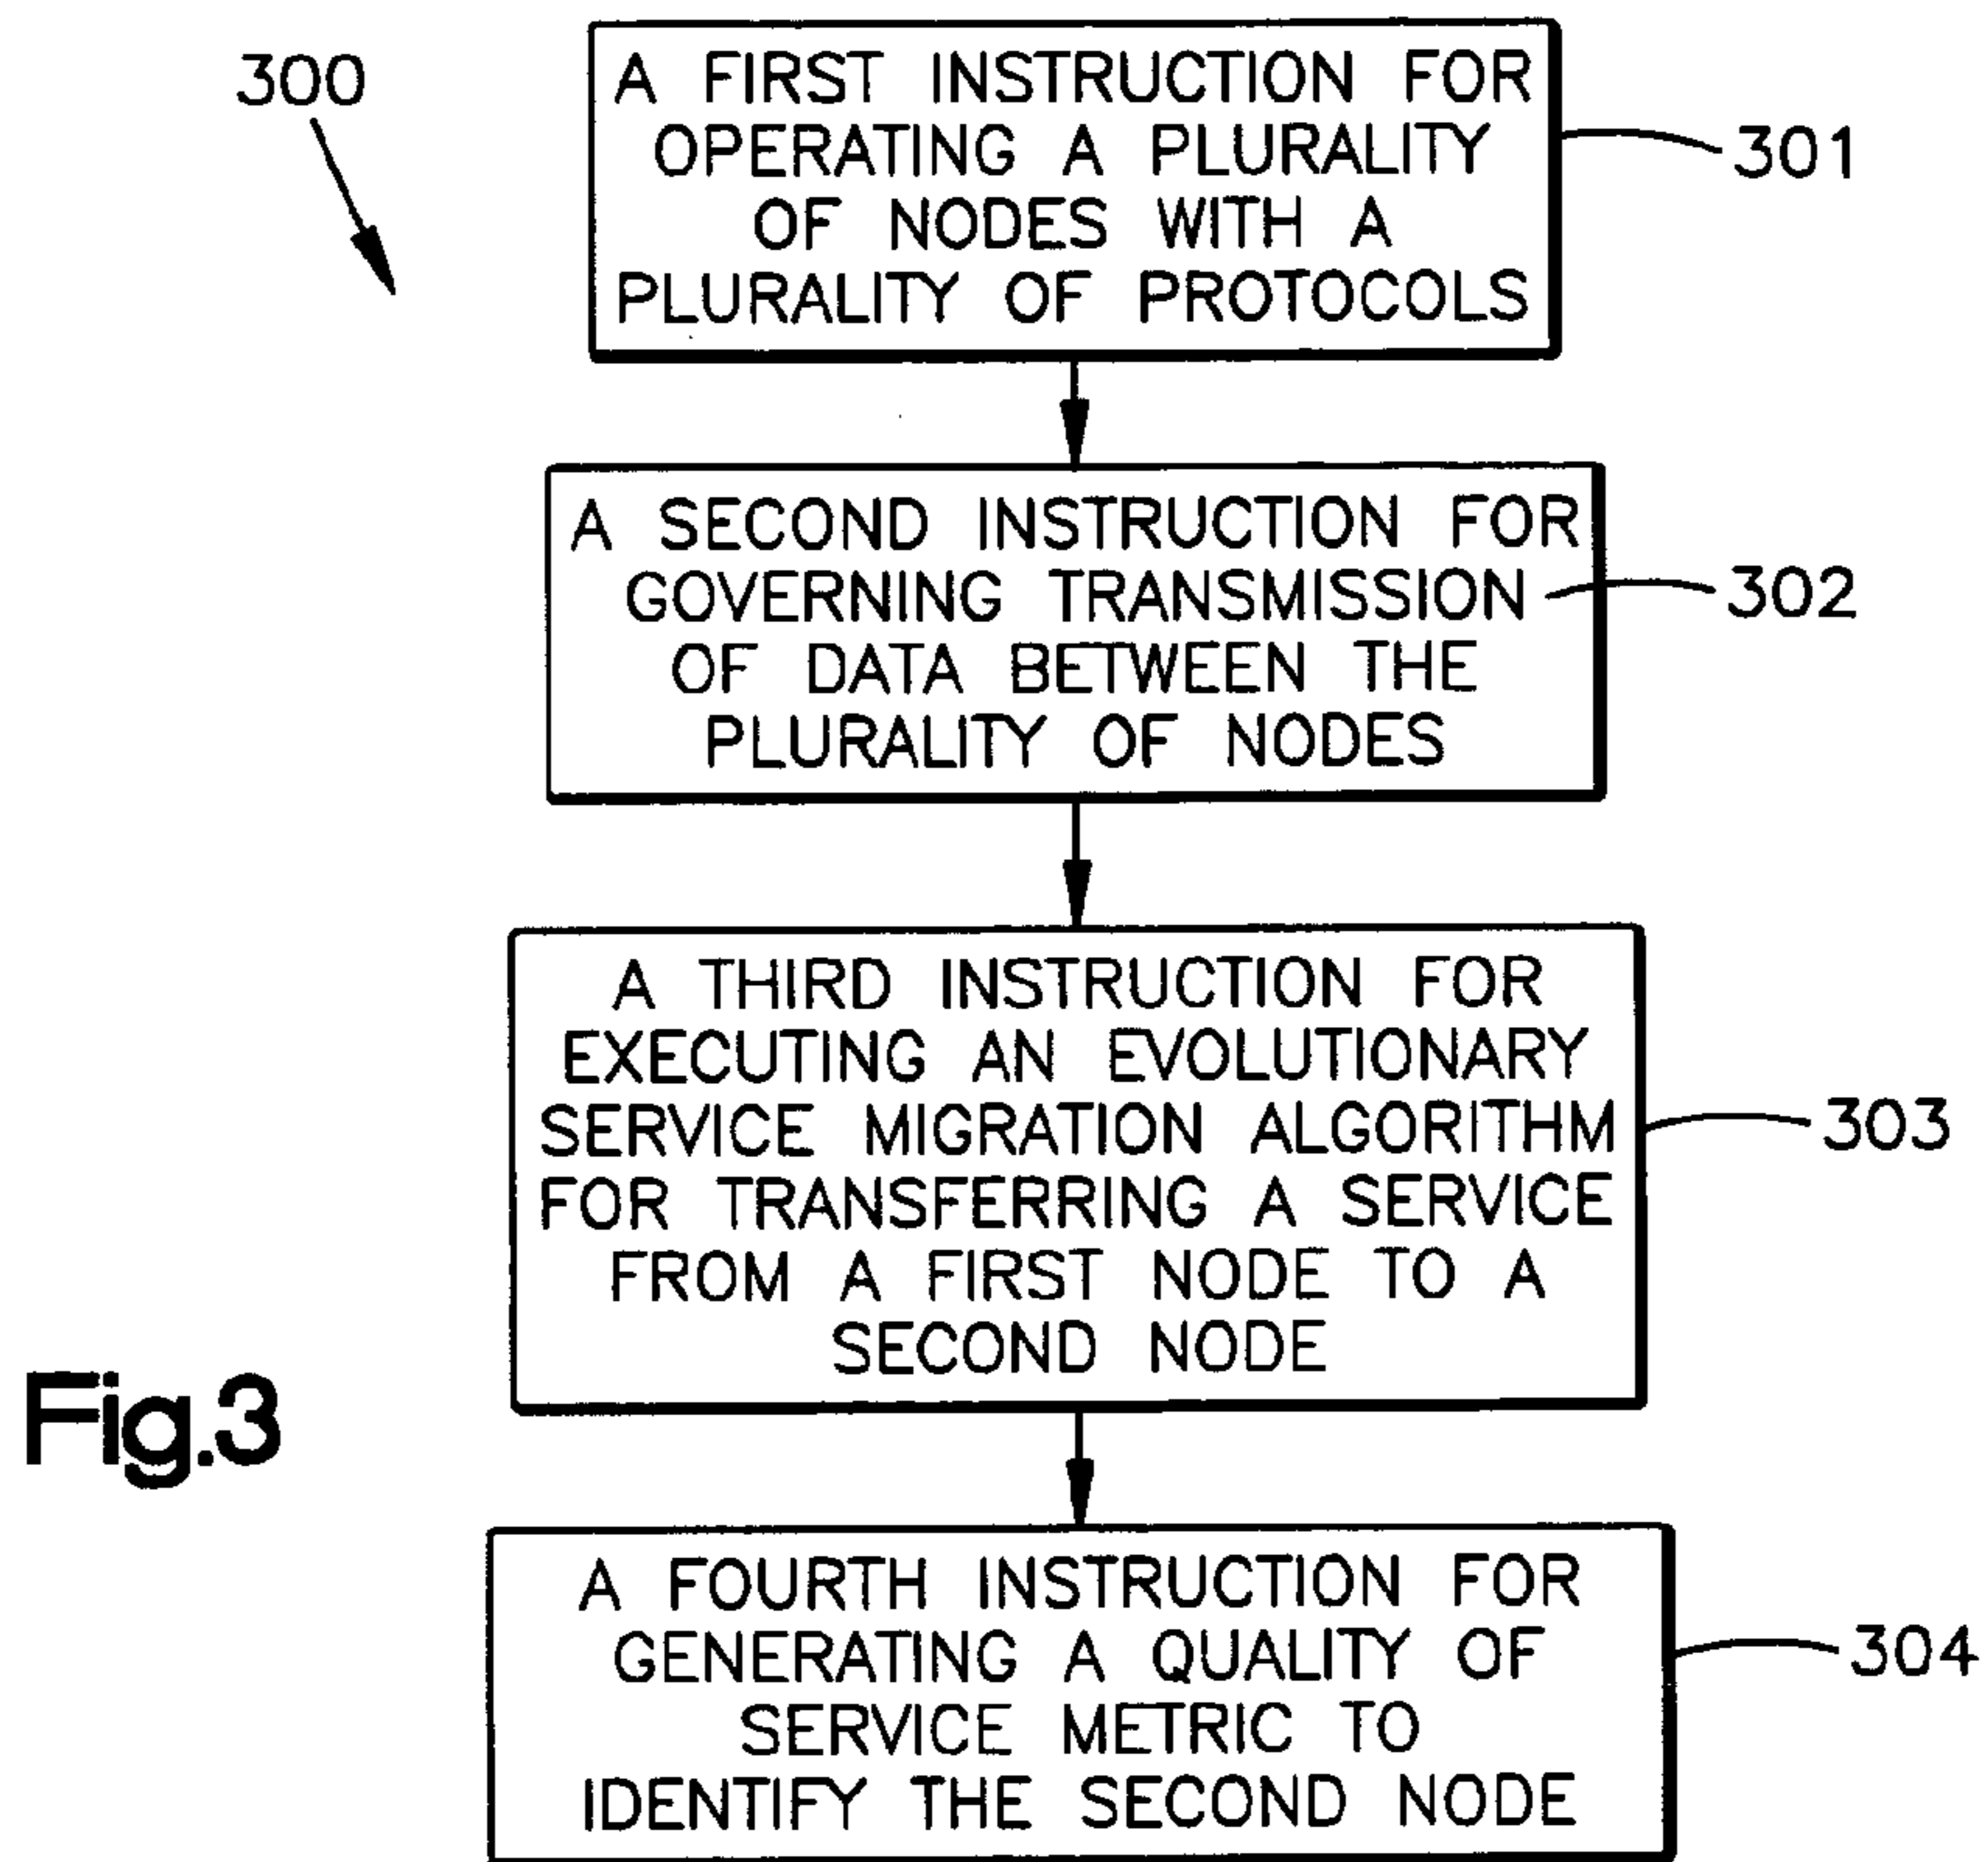 300
A FIRST INSTRUCTION FOR
OPERATING A PLURALITY
OF NODES WITH A
PLURALITY OF PROTOCOLS
301
A SECOND INSTRUCTION FOR
GOVERNING TRANSMISSION
OF DATA BETWEEN THE
PLURALITY OF NODES
302
A THIRD INSTRUCTION FOR
EXECUTING AN EVOLUTIONARY
SERVICE MIGRATION ALGORITHM
FOR TRANSFERRING A SERVICE
FROM A FIRST NODE TO A
SECOND NODE
303
Fig.3
A FOURTH INSTRUCTION FOR
GENERATING A QUALITY OF
SERVICE METRIC TO
IDENTIFY THE SECOND NODE
304